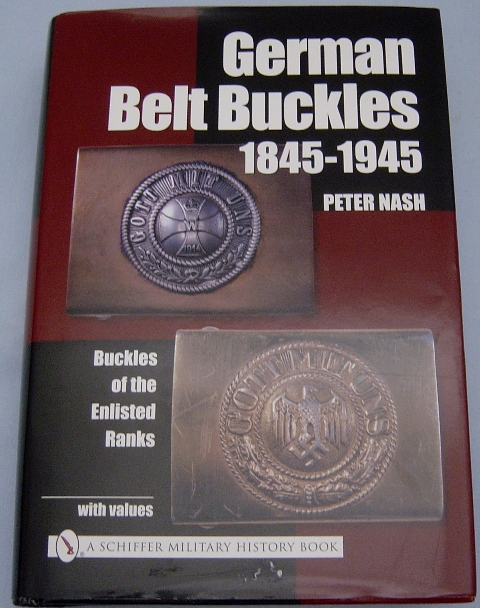 German
Belt Buckles
1845-1945
PETER NASH
GOTT MIT UNS
W
1914
GOTT MIT UNS
Buckles
of the
Enlisted
Ranks
with values
A SCHIFFER MILITARY HISTORY BOOK